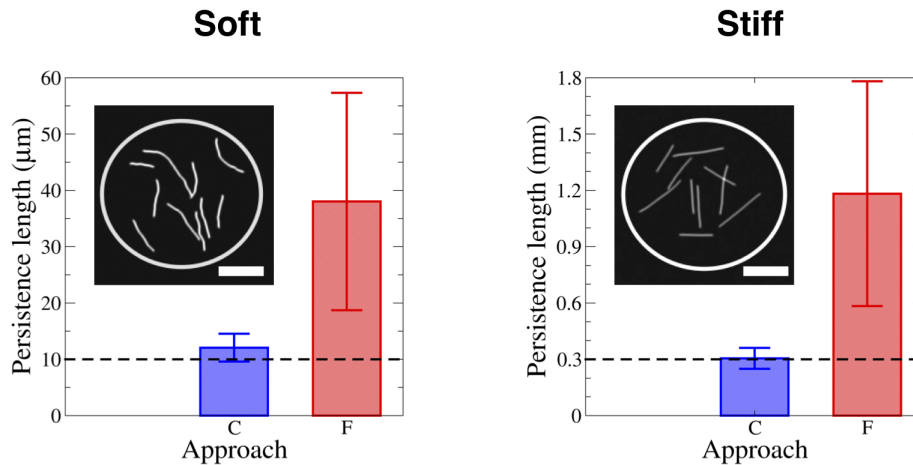 Soft
Persistence length (μm)
60
50
40
30
20
10
0
C
F
Approach
Stiff
Persistence length (mm)
1.8
1.5
1.2
0.9
0.6
0.3
0
C
F
Approach